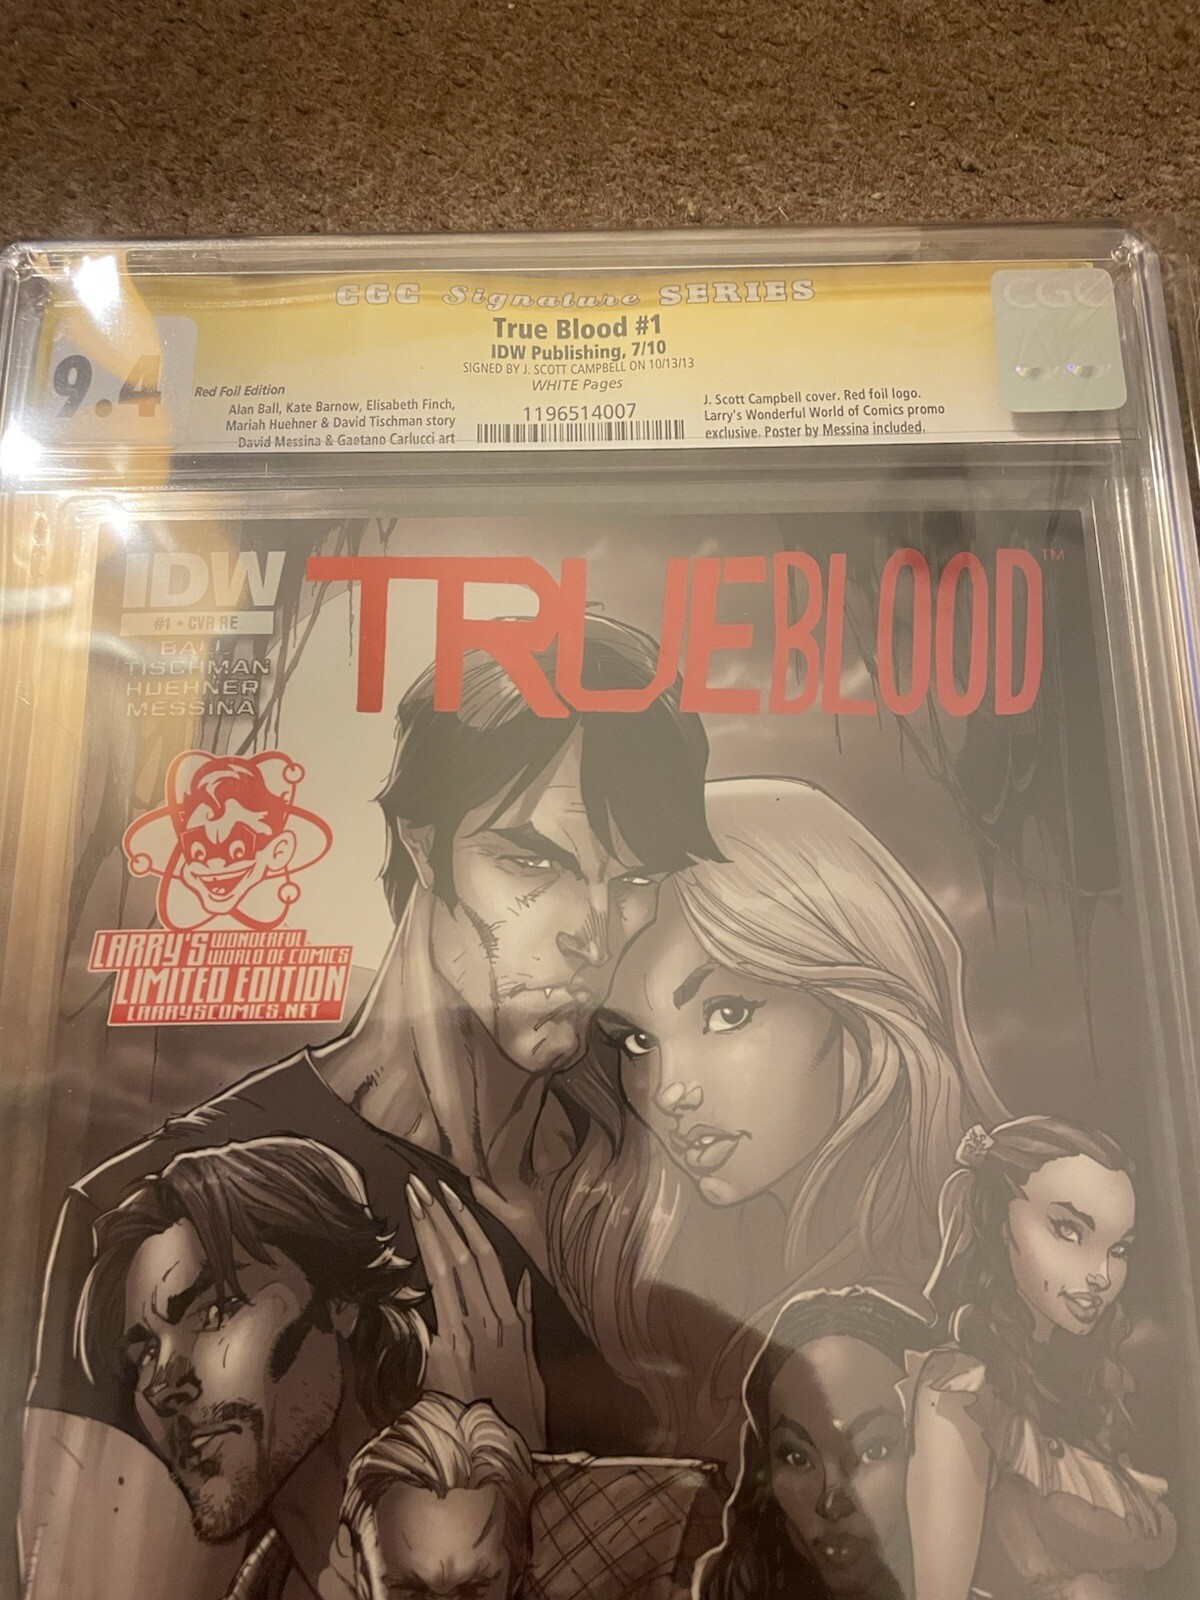 CGC Signature SERIES
CGC
9.4
True Blood #1
IDW Publishing, 7/10
SIGNED BY J. SCOTT CAMPBELL ON 10/13/13
WHITE Pages
Red Foil Edition
Alan Ball, Kate Barnow, Elisabeth Finch,
Mariah Huehner & David Tischman story
David Messina & Gaetano Carlucci art
1196514007
J. Scott Campbell cover. Red foil logo.
Larry's Wonderful World of Comics promo
exclusive. Poster by Messina included.
IDW
#1 • CVR RE
BALL
TISCHMAN
HUEHNER
MESSINA
TRUEBLOOD™
LARRY'S WONDERFUL
WORLD OF COMICS
LIMITED EDITION
LARRYSCOMICS.NET